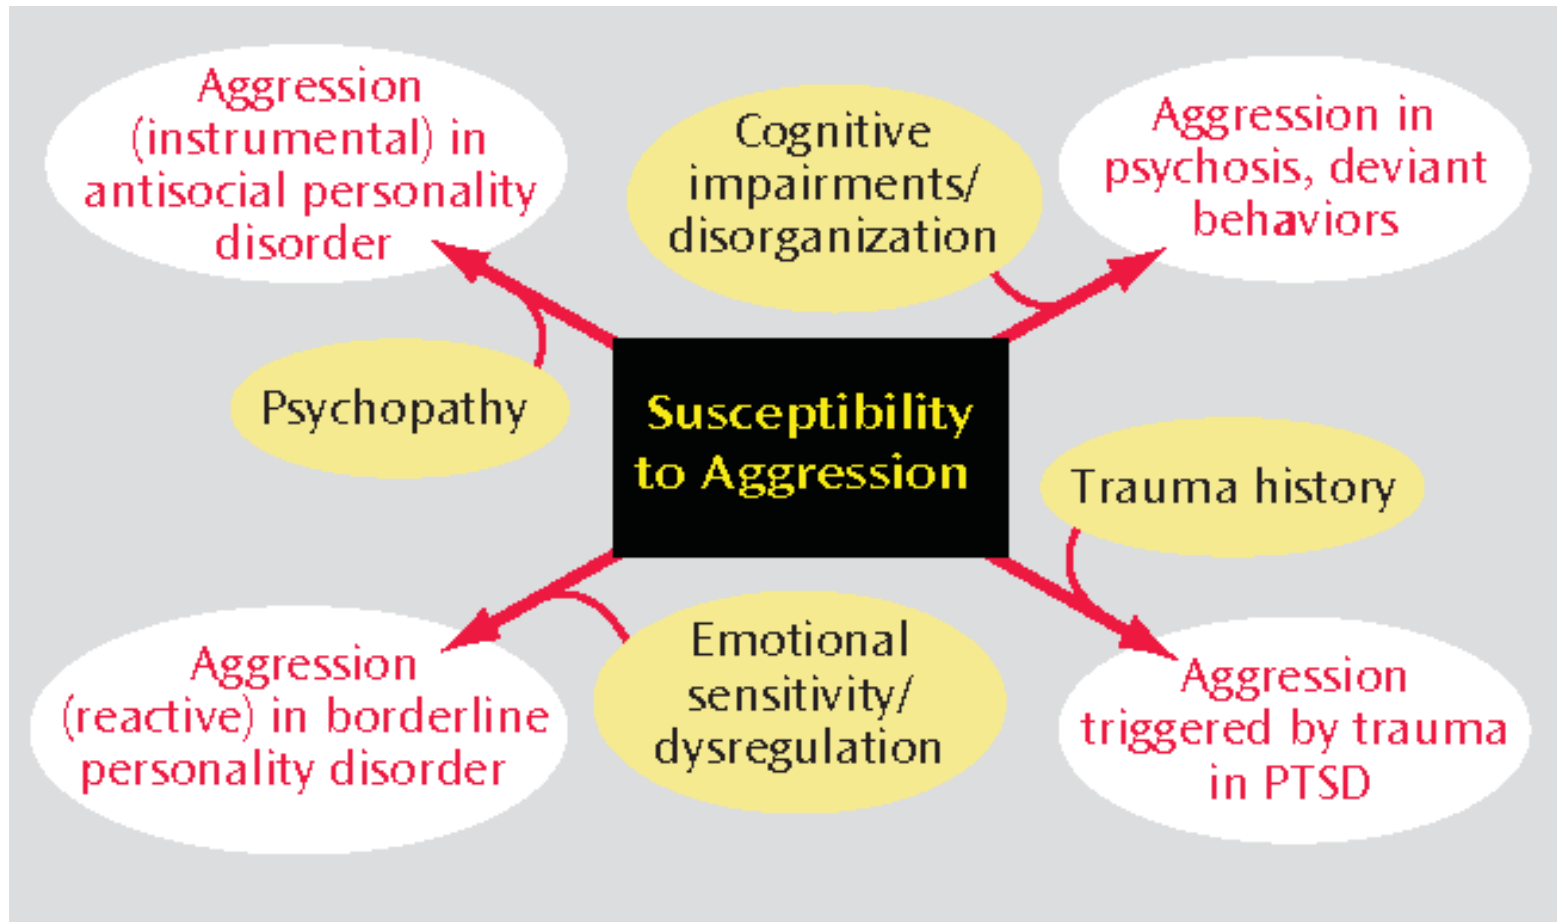 Aggression
(instrumental) in
antisocial personality
disorder
Cognitive
impairments/
disorganization
Aggression in
psychosis, deviant
behaviors
Psychopathy
Susceptibility
to Aggression
Trauma history
Aggression
(reactive) in borderline
personality disorder
Emotional
sensitivity/
dysregulation
Aggression
triggered by trauma
in PTSD